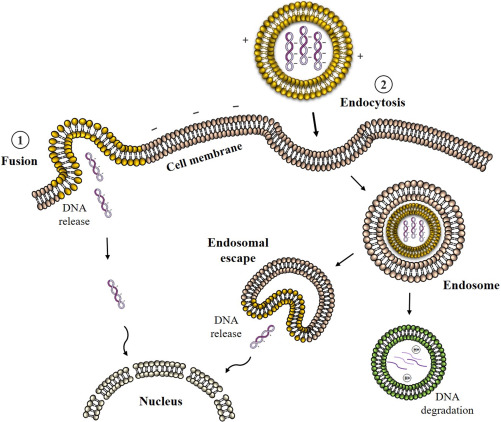 +
+
2
Endocytosis
1
Fusion
Cell membrane
DNA
release
Endosomal
escape
Endosome
DNA
release
Nucleus
DNA
degradation